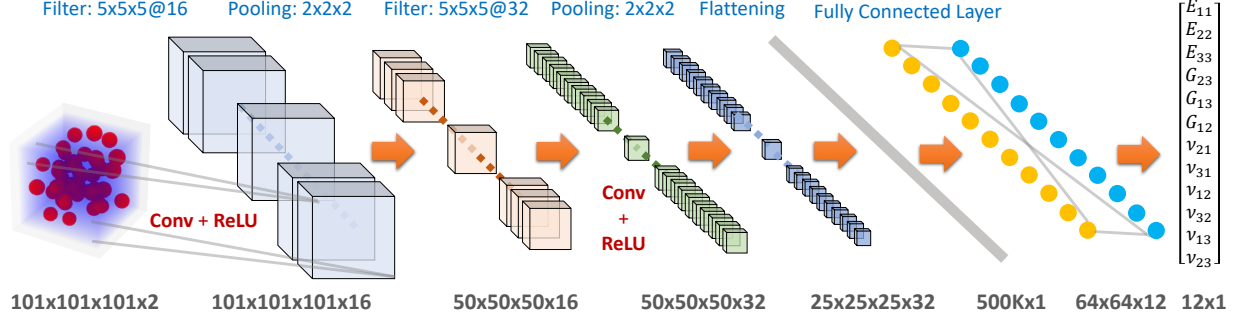 Filter: 5x5x5@16 Pooling: 2x2x2 Filter: 5x5x5@32 Pooling: 2x2x2 Flattening Fully Connected Layer
E₁₁
E₂₂
E₃₃
G₂₃
G₁₃
G₁₂
ν₂₁
ν₃₁
ν₁₂
ν₃₂
ν₁₃
ν₂₃
Conv + ReLU
Conv
+
ReLU
101x101x101x2 101x101x101x16 50x50x50x16 50x50x50x32 25x25x25x32 500Kx1 64x64x12 12x1